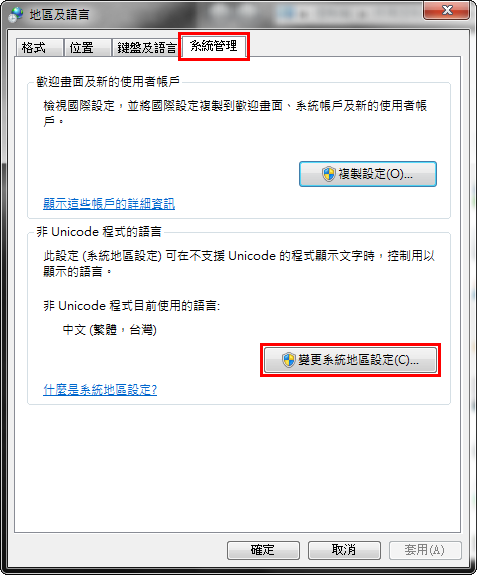 地區及語言
格式
位置
鍵盤及語言
系統管理
歡迎畫面及新的使用者帳戶
檢視國際設定，並將國際設定複製到歡迎畫面、系統帳戶及新的使用者帳
戶。
複製設定(O)...
顯示這些帳戶的詳細資訊
非 Unicode 程式的語言
此設定 (系統地區設定) 可在不支援 Unicode 的程式顯示文字時，控制用以
顯示的語言。
非 Unicode 程式目前使用的語言:
中文 (繁體，台灣)
變更系統地區設定(C)...
什麼是系統地區設定?
確定
取消
套用(A)